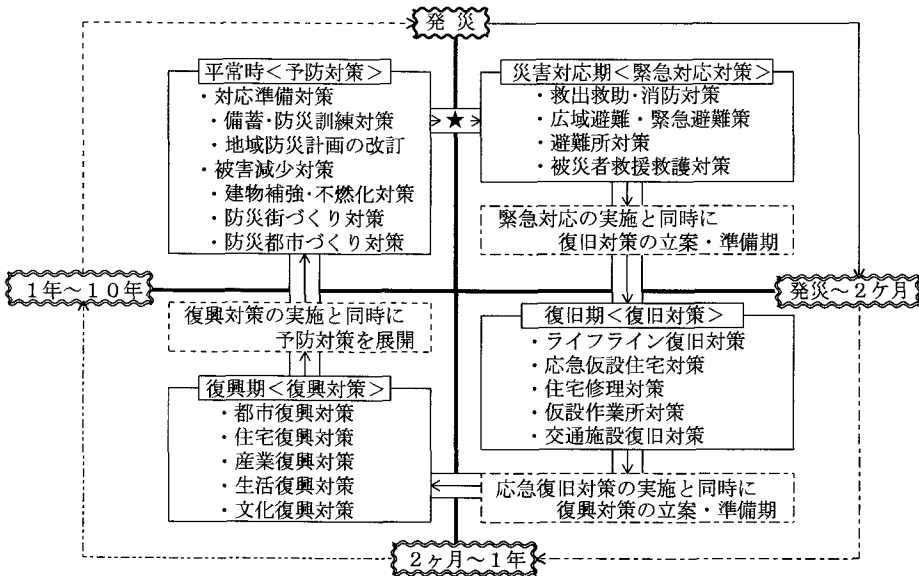 発災
平常時<予防対策>
・対応準備対策
・備蓄・防災訓練対策
・地域防災計画の改訂
・被害減少対策
・建物補強・不燃化対策
・防災街づくり対策
・防災都市づくり対策
★
災害対応期<緊急対応対策>
・救出救助・消防対策
・広域避難・緊急避難策
・避難所対策
・被災者救援救護対策
緊急対応の実施と同時に
復旧対策の立案・準備期
1年~10年
発災~2ケ月
復興対策の実施と同時に
予防対策を展開
復旧期<復旧対策>
・ライフライン復旧対策
・応急仮設住宅対策
・住宅修理対策
・仮設作業所対策
・交通施設復旧対策
復興期<復興対策>
・都市復興対策
・住宅復興対策
・産業復興対策
・生活復興対策
・文化復興対策
応急復旧対策の実施と同時に
復興対策の立案・準備期
2ヶ月~1年